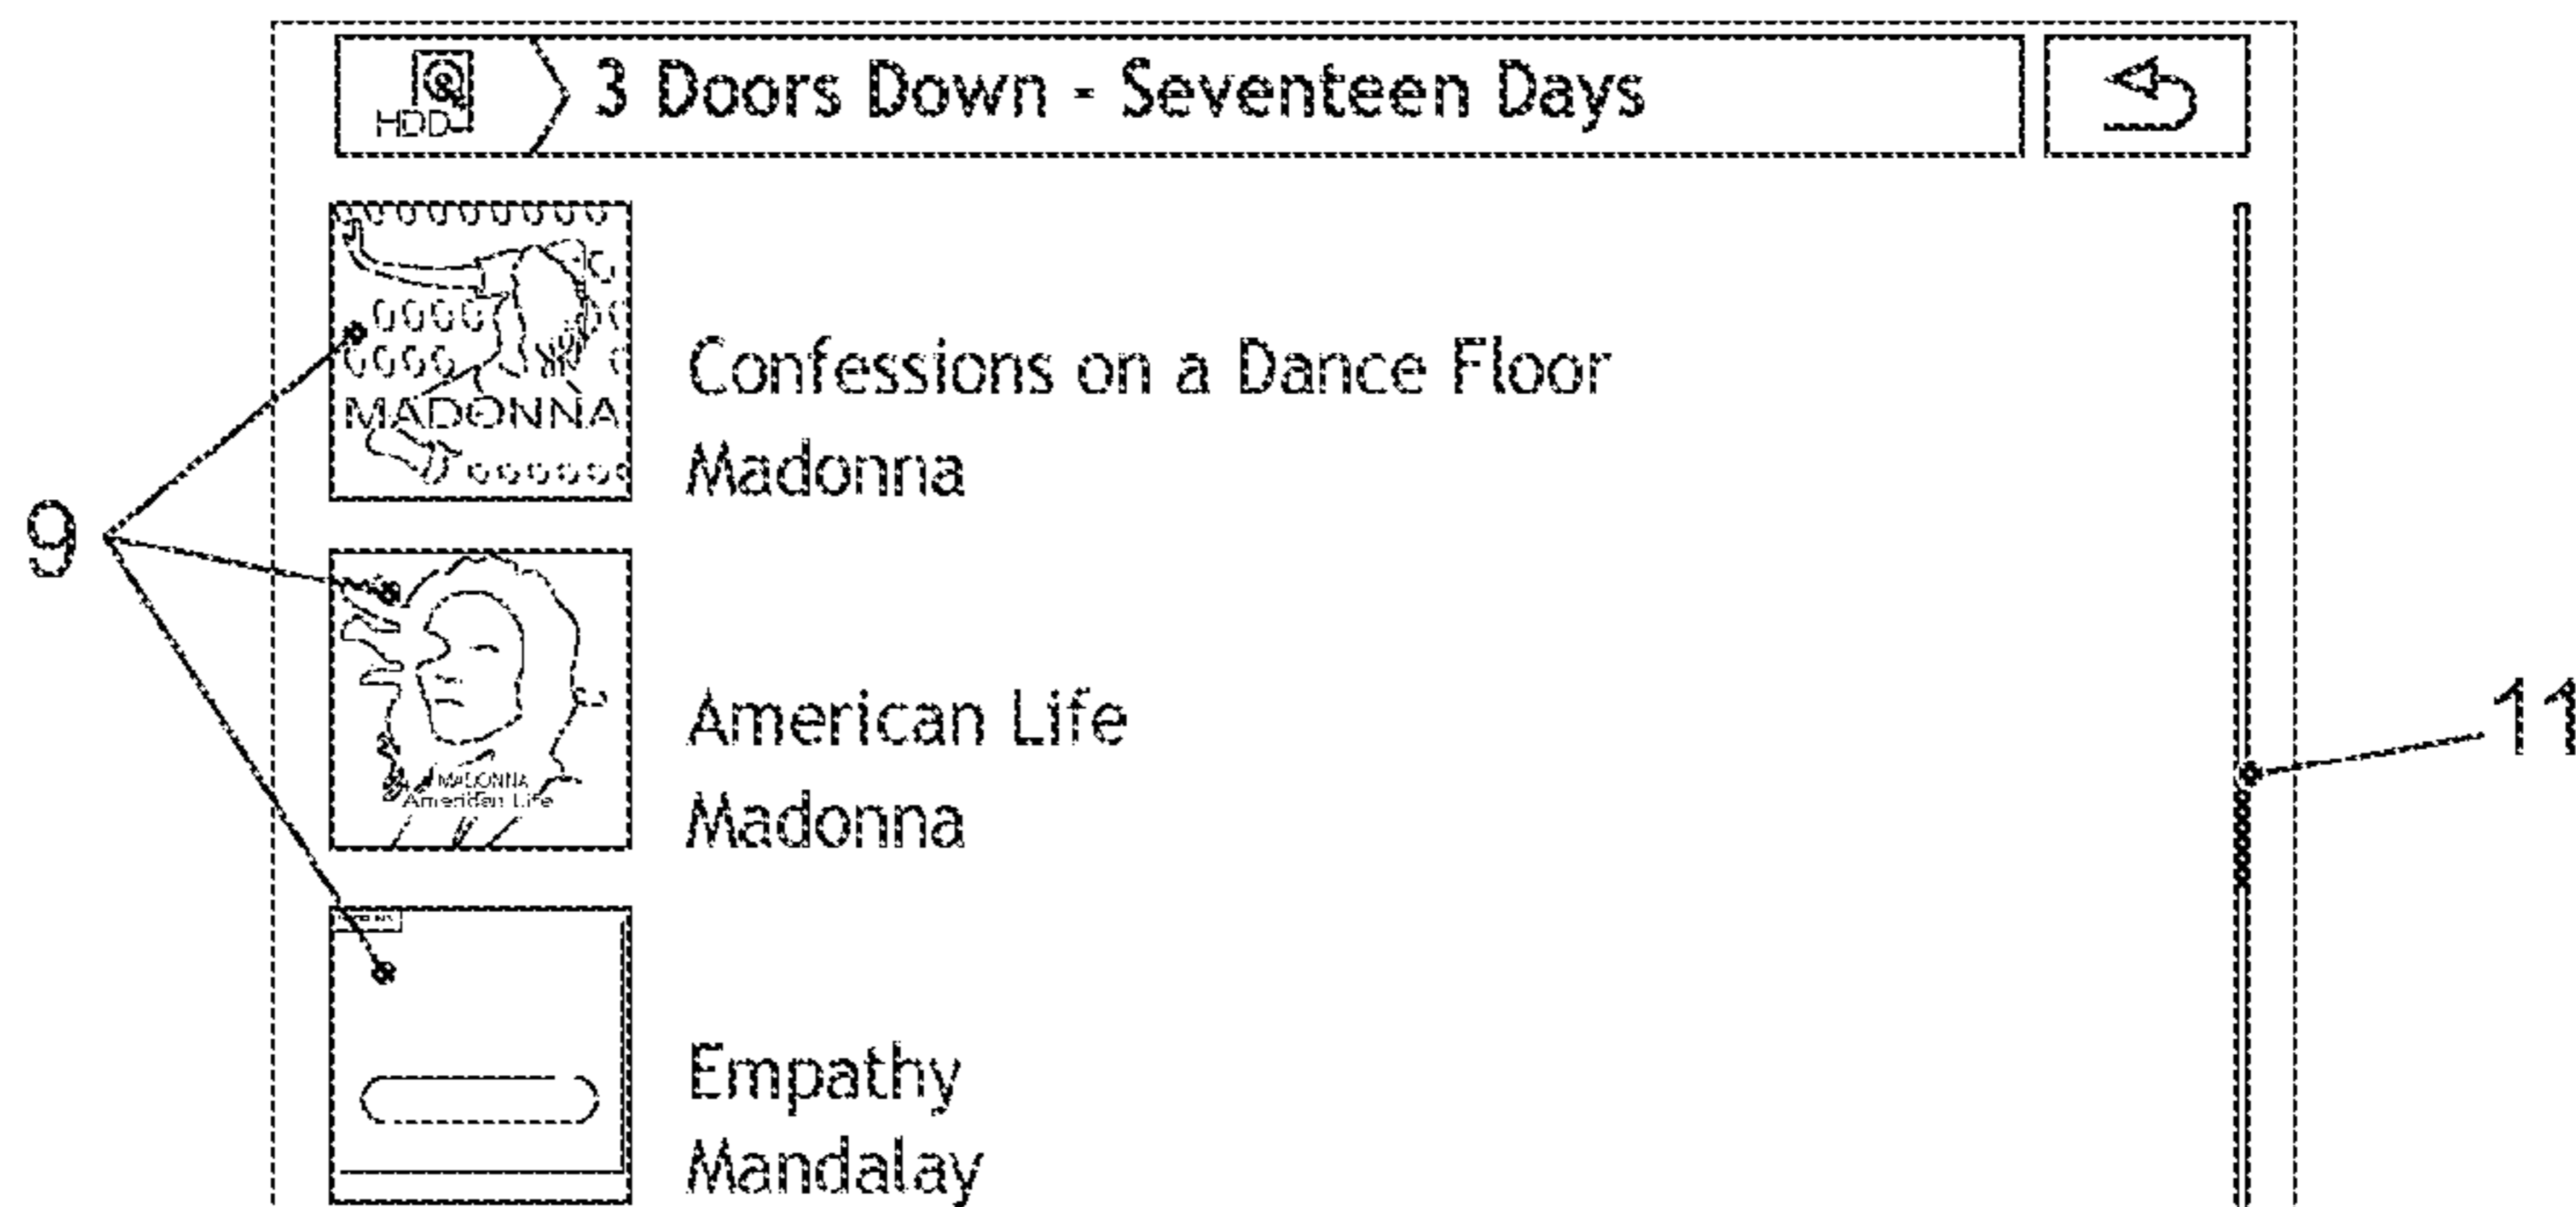 HDD
3 Doors Down - Seventeen Days
MADONNA
Confessions on a Dance Floor
Madonna
9
MADONNA
American Life
American Life
Madonna
11
Empathy
Mandalay